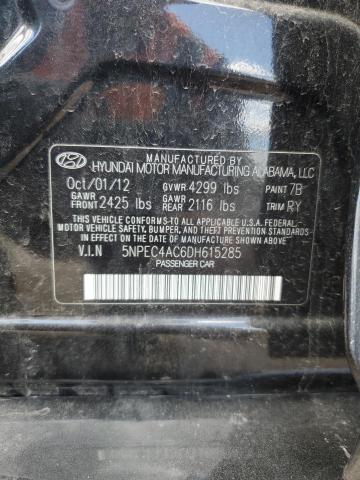 HYUNDAI MOTOR MANUFACTURING ALABAMA, LLC
Oct/01/12 GVWR 4299 lbs PAINT 7B
GAWR FRONT 2425 lbs GAWR REAR 2116 lbs TRIM RY
THIS VEHICLE CONFORMS TO ALL APPLICABLE U.S.A. FEDERAL
MOTOR VEHICLE SAFETY, BUMPER, AND THEFT PREVENTION STANDARDS
IN EFFECT ON THE DATE OF MANUFACTURE SHOWN ABOVE.
V.I.N 5NPEC4AC6DH615285
PASSENGER CAR